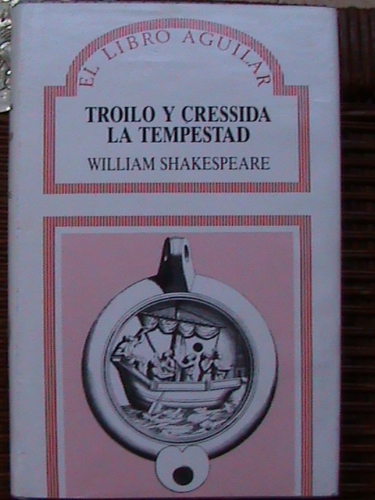 EL LIBRO AGUILAR
TROILO Y CRESSIDA
LA TEMPESTAD
WILLIAM SHAKESPEARE